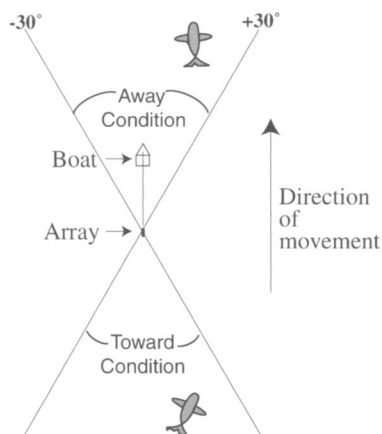 -30°
+30°
Away
Condition
Boat
Array
Direction
of
movement
Toward
Condition